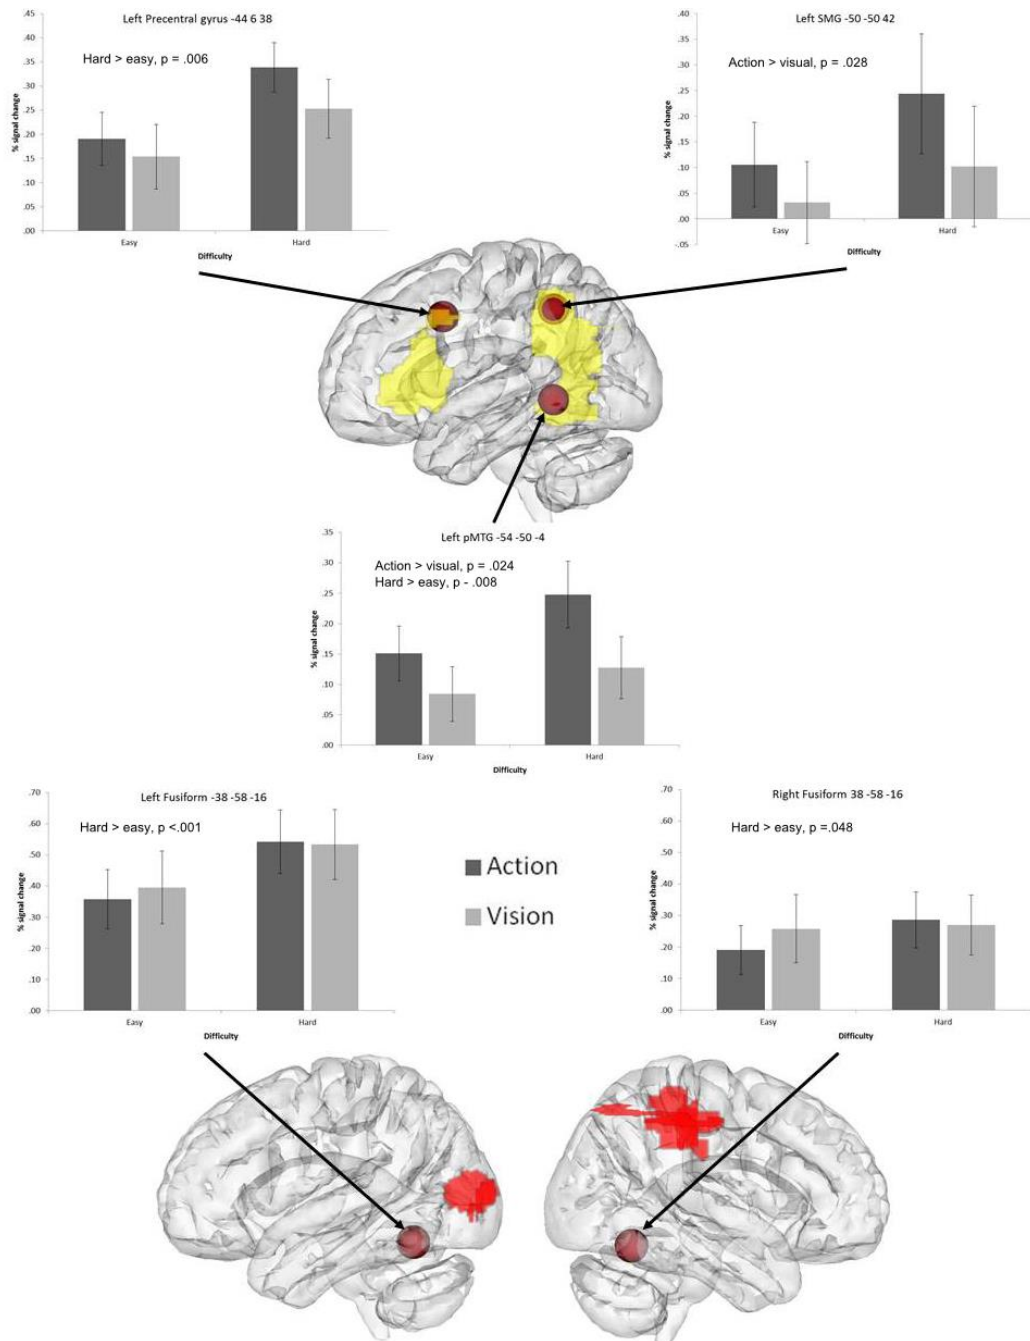 Left Precentral gyrus -44 6 38
Hard > easy, p = .006
% signal change
.45
.40
.35
.30
.25
.20
.15
.10
.05
.00
Easy
Hard
Difficulty
Left SMG -50 -50 42
Action > visual, p = .028
% signal change
.40
.35
.30
.25
.20
.15
.10
.05
.00
-.05
Easy
Hard
Difficulty
Left pMTG -54 -50 -4
Action > visual, p = .024
Hard > easy, p - .008
% signal change
.35
.30
.25
.20
.15
.10
.05
.00
Easy
Hard
Difficulty
Left Fusiform -38 -58 -16
Hard > easy, p <.001
% signal change
.70
.60
.50
.40
.30
.20
.10
.00
Easy
Hard
Difficulty
Action
Vision
Right Fusiform 38 -58 -16
Hard > easy, p =.048
% signal change
.70
.60
.50
.40
.30
.20
.10
.00
Easy
Hard
Difficulty